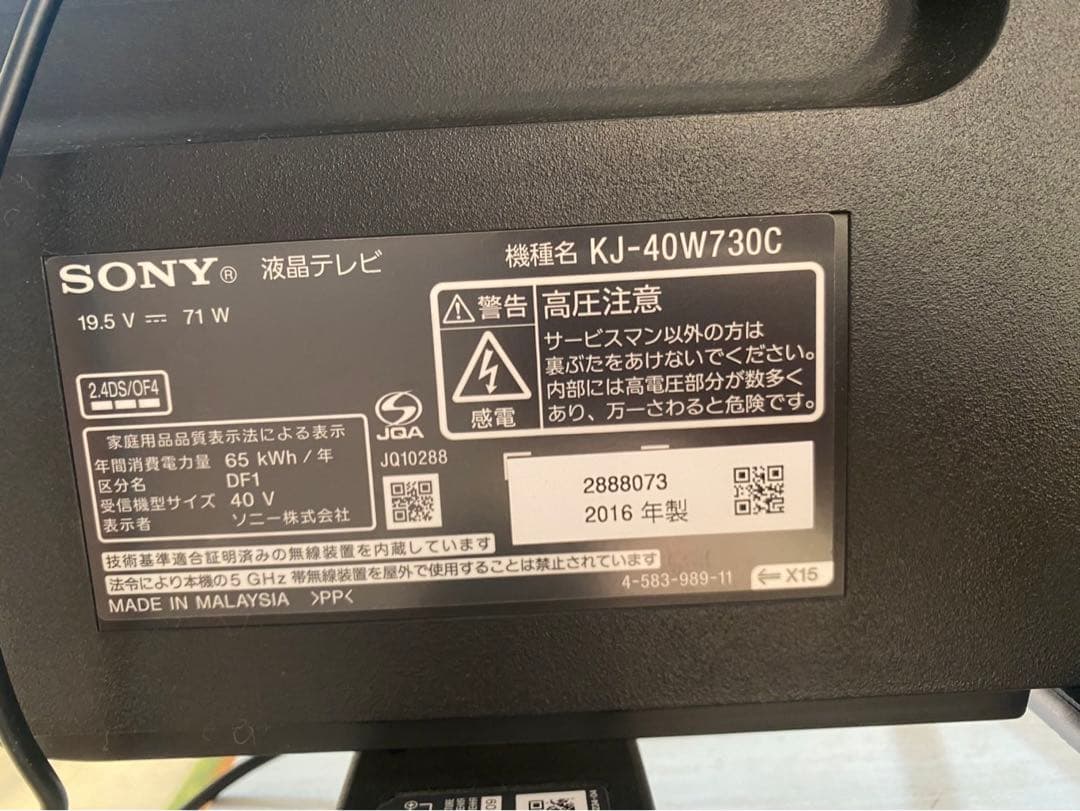 SONY® 液晶テレビ
機種名 KJ-40W730C
19.5 V ⎓ 71 W
警告
感電
高圧注意
サービスマン以外の方は
裏ぶたをあけないでください。
内部には高電圧部分が数多く
あり、万一さわると危険です。
2.4DS/OF4
家庭用品品質表示法による表示
年間消費電力量 65 kWh / 年
区分名 DF1
受信機型サイズ 40 V
表示者 ソニー株式会社
JQA
JQ10288
2888073
2016 年製
技術基準適合証明済みの無線装置を内蔵しています
法令により本機の5 GHz 帯無線装置を屋外で使用することは禁止されています
MADE IN MALAYSIA >PP<
4-583-989-11
⇐ X15